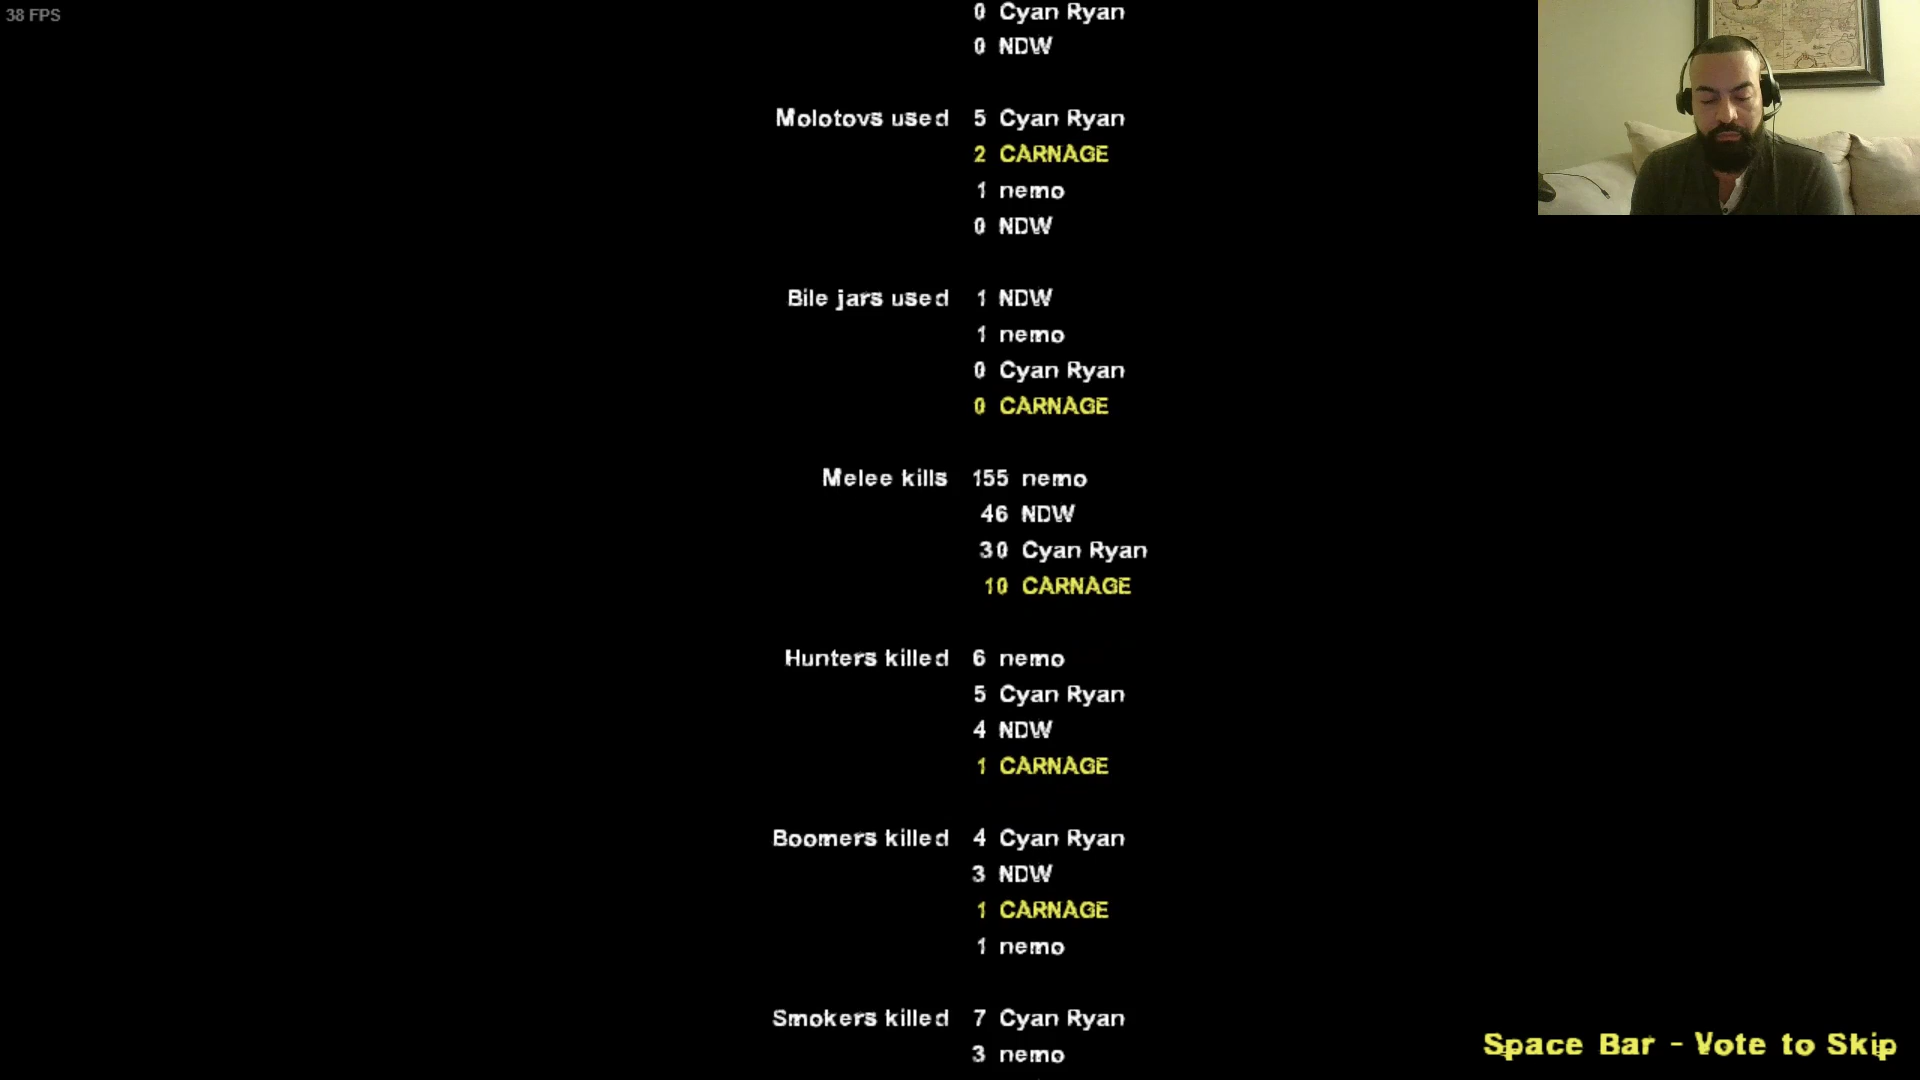 38 FPS
0 Cyan Ryan
0 NDW
Molotovs used 5 Cyan Ryan
2 CARNAGE
1 nemo
0 NDW
Bile jars used 1 NDW
1 nemo
0 Cyan Ryan
0 CARNAGE
Melee kills 155 nemo
46 NDW
30 Cyan Ryan
10 CARNAGE
Hunters killed 6 nemo
5 Cyan Ryan
4 NDW
1 CARNAGE
Boomers killed 4 Cyan Ryan
3 NDW
1 CARNAGE
1 nemo
Smokers killed 7 Cyan Ryan
3 nemo
Space Bar - Vote to Skip